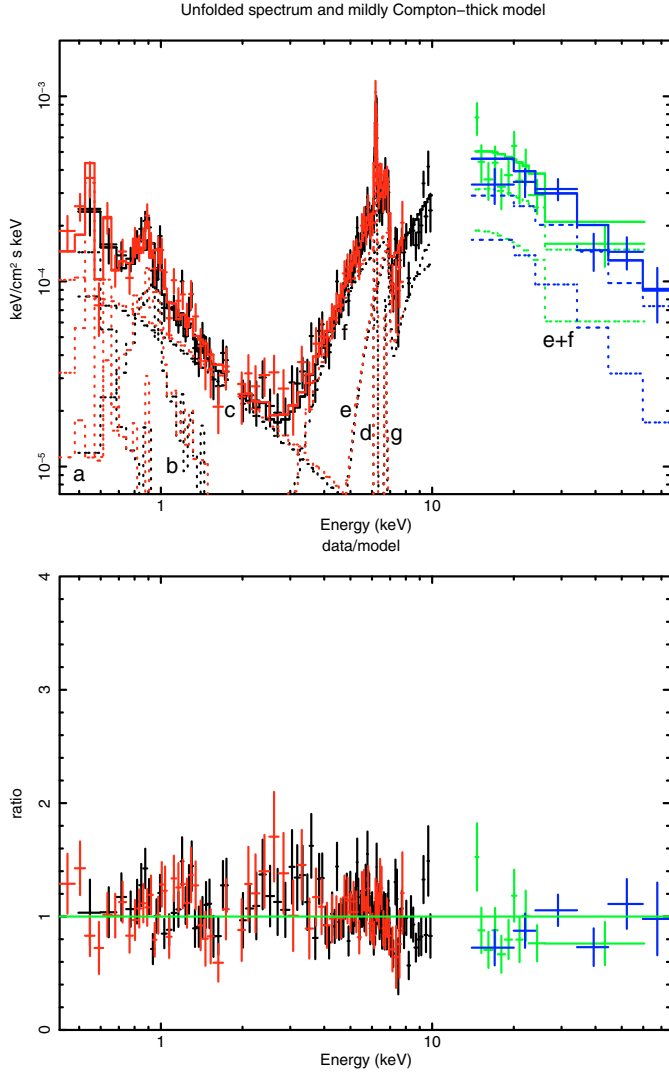 Unfolded spectrum and mildly Compton−thick model
10⁻³
10⁻⁴
10⁻⁵
keV/cm² s keV
a
b
c
f
e
d
g
e+f
1
10
Energy (keV)
data/model
4
3
2
1
0
ratio
1
10
Energy (keV)